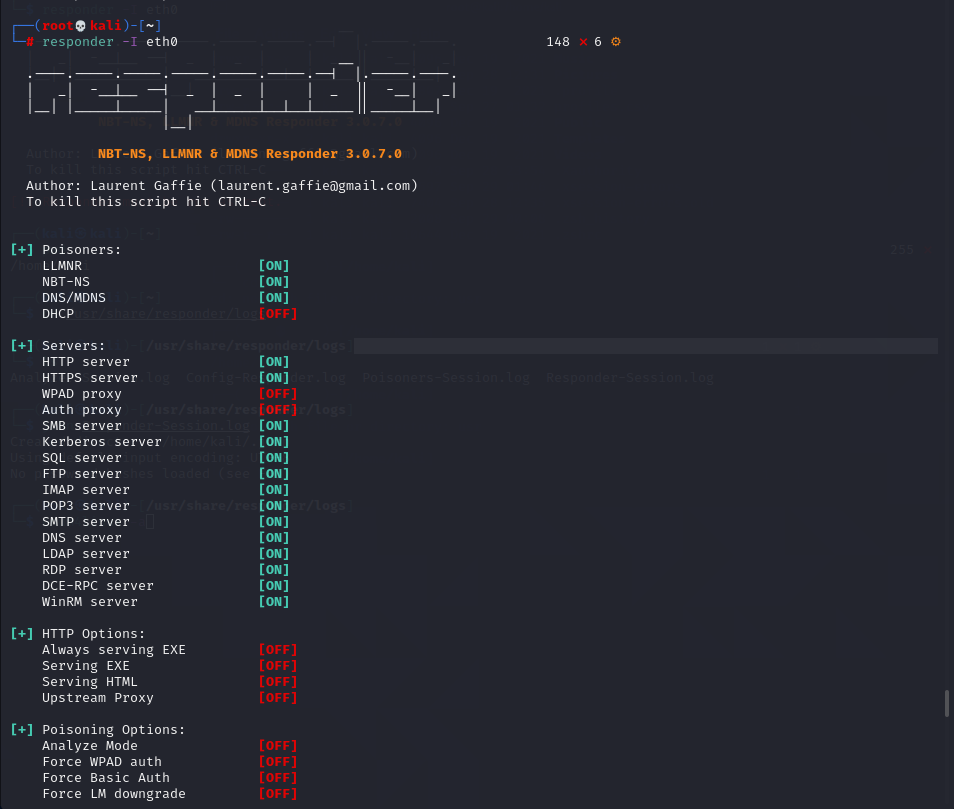 ┌──(root💀kali)-[~]
└─# responder -I eth0
148 ⨯ 6 ⚙
NBT-NS, LLMNR & MDNS Responder 3.0.7.0
Author: Laurent Gaffie (laurent.gaffie@gmail.com)
To kill this script hit CTRL-C
[+] Poisoners:
LLMNR [ON]
NBT-NS [ON]
DNS/MDNS [ON]
DHCP [OFF]
[+] Servers:
HTTP server [ON]
HTTPS server [ON]
WPAD proxy [OFF]
Auth proxy [OFF]
SMB server [ON]
Kerberos server [ON]
SQL server [ON]
FTP server [ON]
IMAP server [ON]
POP3 server [ON]
SMTP server [ON]
DNS server [ON]
LDAP server [ON]
RDP server [ON]
DCE-RPC server [ON]
WinRM server [ON]
[+] HTTP Options:
Always serving EXE [OFF]
Serving EXE [OFF]
Serving HTML [OFF]
Upstream Proxy [OFF]
[+] Poisoning Options:
Analyze Mode [OFF]
Force WPAD auth [OFF]
Force Basic Auth [OFF]
Force LM downgrade [OFF]